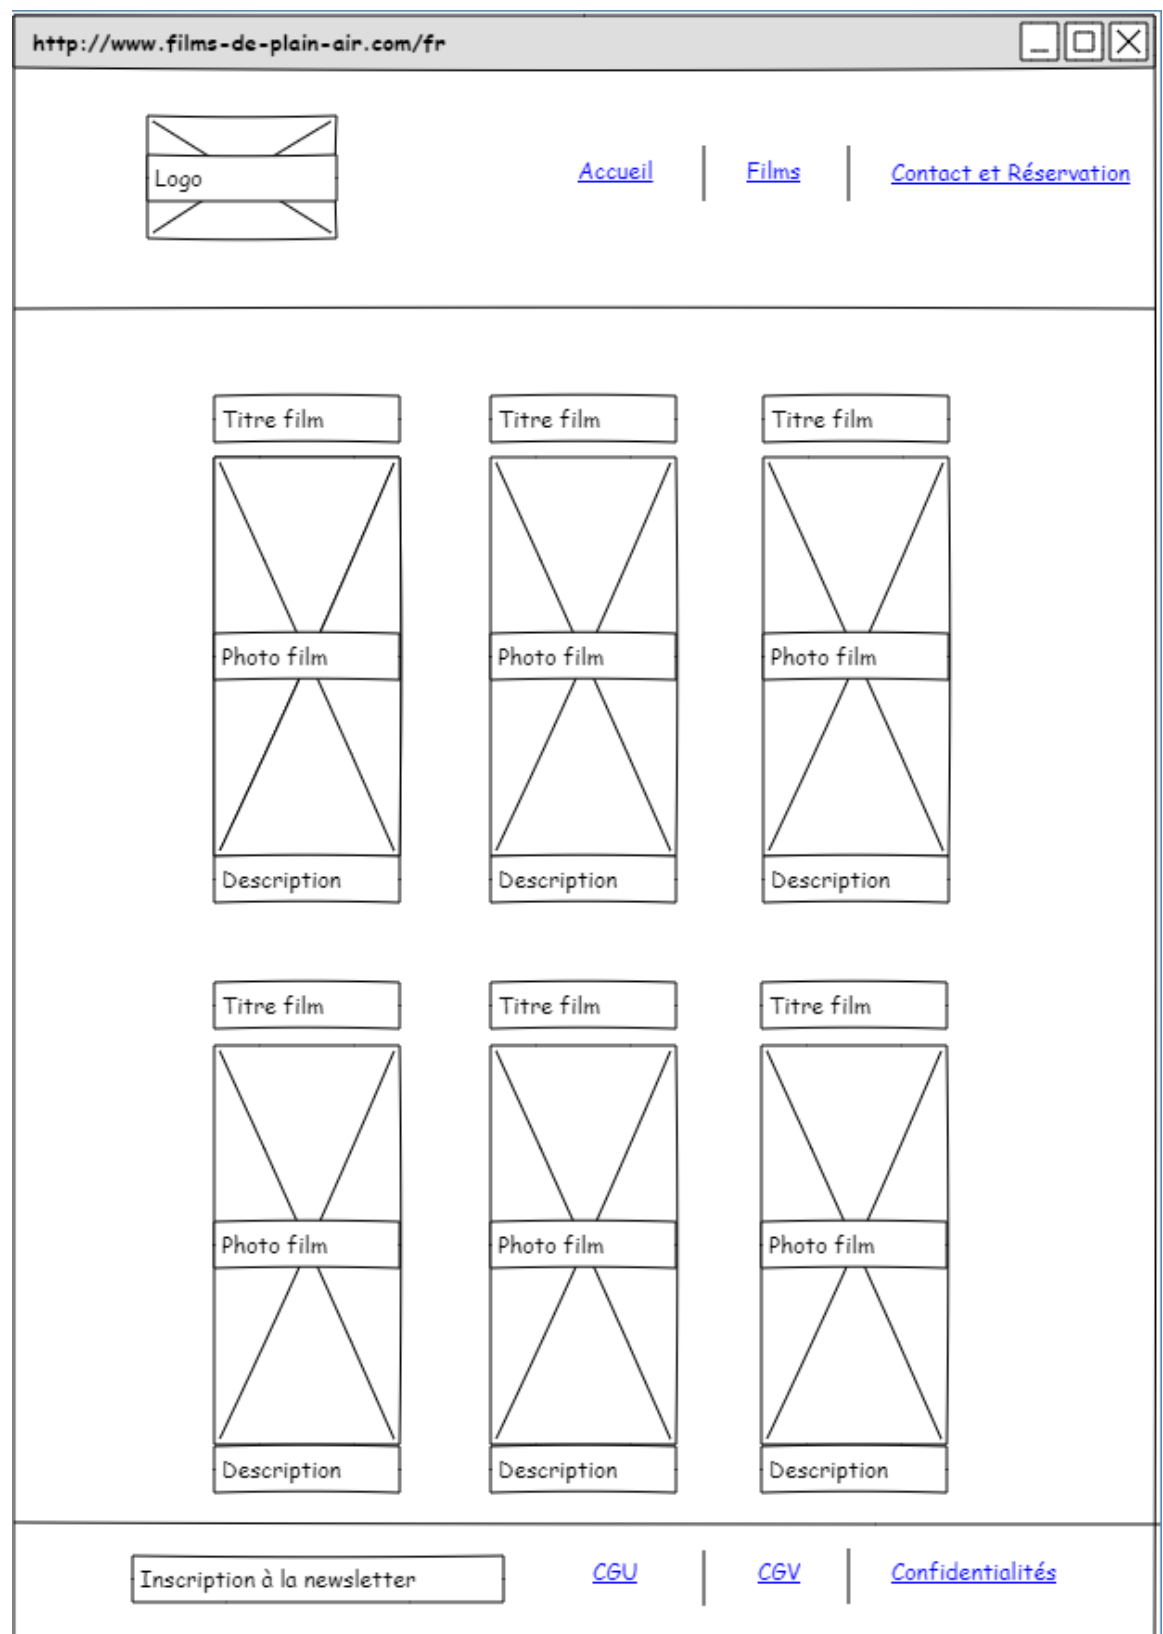 http://www.films-de-plain-air.com/fr
Logo
Accueil
Films
Contact et Réservation
Titre film
Titre film
Titre film
Photo film
Photo film
Photo film
Description
Description
Description
Titre film
Titre film
Titre film
Photo film
Photo film
Photo film
Description
Description
Description
Inscription à la newsletter
CGU
CGV
Confidentialités